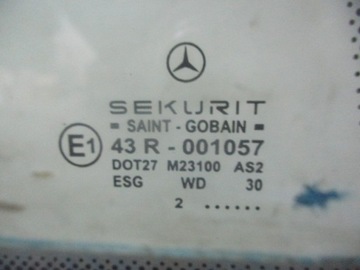 SEKURIT
SAINT - GOBAIN
E1 43 R - 001057
DOT27 M23100 AS2
ESG WD 30
2 ......